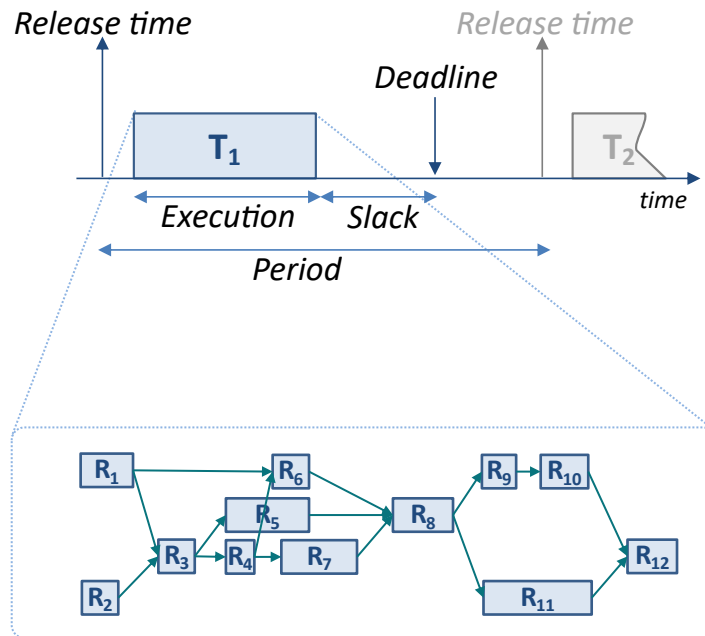 Release time
Release time
Deadline
T1
T2
time
Execution
Slack
Period
R1
R6
R9
R10
R5
R8
R3
R4
R7
R12
R2
R11